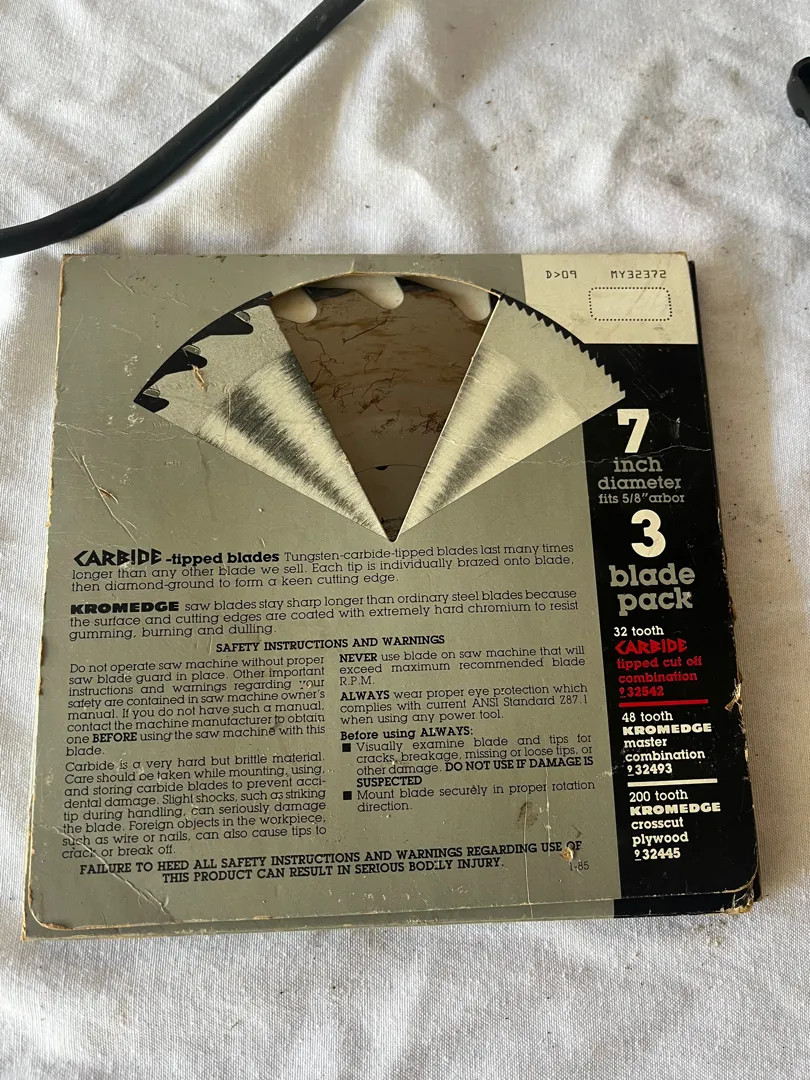 D>09 MY32372
7
inch
diameter
fits 5/8" arbor
3
blade
pack
32 tooth
CARBIDE
tipped cut off
combination
9 32542
48 tooth
KROMEDGE
master
combination
9 32493
200 tooth
KROMEDGE
crosscut
plywood
9 32445
CARBIDE-tipped blades Tungsten-carbide-tipped blades last many times
longer than any other blade we sell. Each tip is individually brazed onto blade,
then diamond-ground to form a keen cutting edge.
KROMEDGE saw blades stay sharp longer than ordinary steel blades because
the surface and cutting edges are coated with extremely hard chromium to resist
gumming, burning and dulling.
SAFETY INSTRUCTIONS AND WARNINGS
Do not operate saw machine without proper
saw blade guard in place. Other important
instructions and warnings regarding your
safety are contained in saw machine owner's
manual. If you do not have such a manual,
contact the machine manufacturer to obtain
one BEFORE using the saw machine with this
blade.
Carbide is a very hard but brittle material.
Care should be taken while mounting, using,
and storing carbide blades to prevent acci-
dental damage. Slight shocks, such as striking
tip during handling, can seriously damage
the blade. Foreign objects in the workpiece,
such as wire or nails, can also cause tips to
crack or break off.
NEVER use blade on saw machine that will
exceed maximum recommended blade
R.P.M.
ALWAYS wear proper eye protection which
complies with current ANSI Standard Z87.1
when using any power tool.
Before using ALWAYS:
■ Visually examine blade and tips for
cracks, breakage, missing or loose tips, or
other damage. DO NOT USE IF DAMAGE IS
SUSPECTED
■ Mount blade securely in proper rotation
direction.
FAILURE TO HEED ALL SAFETY INSTRUCTIONS AND WARNINGS REGARDING USE OF
THIS PRODUCT CAN RESULT IN SERIOUS BODILY INJURY.
1-85